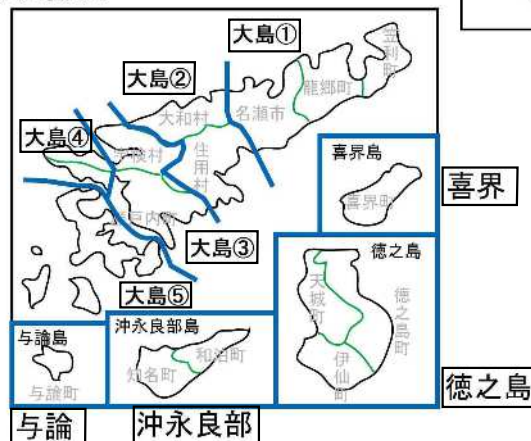 大島①
笠利町
大島②
龍郷町
大和村
名瀬市
大島④
宇検村
住用村
喜界島
喜界町
喜界
瀬戸内町
大島③
徳之島
大島⑤
天城町
徳之島町
伊仙町
徳之島
与論島
与論町
与論
沖永良部島
和泊町
知名町
沖永良部